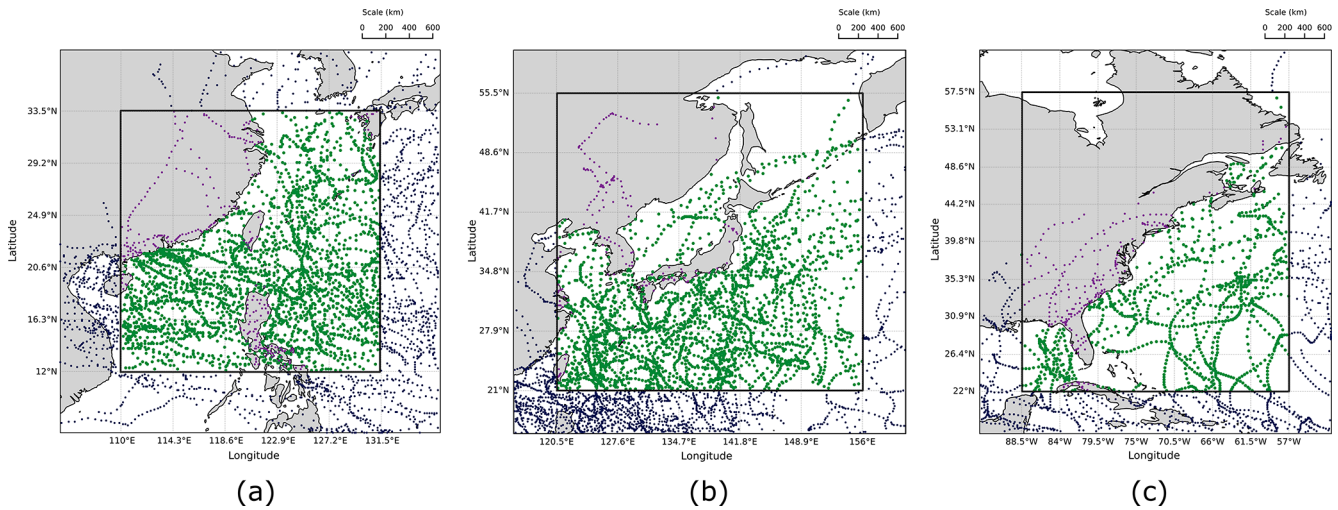 Scale (km)
0 200 400 600
33.5°N
29.2°N
24.9°N
20.6°N
16.3°N
12°N
Latitude
110°E 114.3°E 118.6°E 122.9°E 127.2°E 131.5°E
Longitude
(a)
Scale (km)
0 200 400 600
55.5°N
48.6°N
41.7°N
34.8°N
27.9°N
21°N
Latitude
120.5°E 127.6°E 134.7°E 141.8°E 148.9°E 156°E
Longitude
(b)
Scale (km)
0 200 400 600
57.5°N
53.1°N
48.6°N
44.2°N
39.8°N
35.3°N
30.9°N
26.4°N
22°N
Latitude
88.5°W 84°W 79.5°W 75°W 70.5°W 66°W 61.5°W 57°W
Longitude
(c)